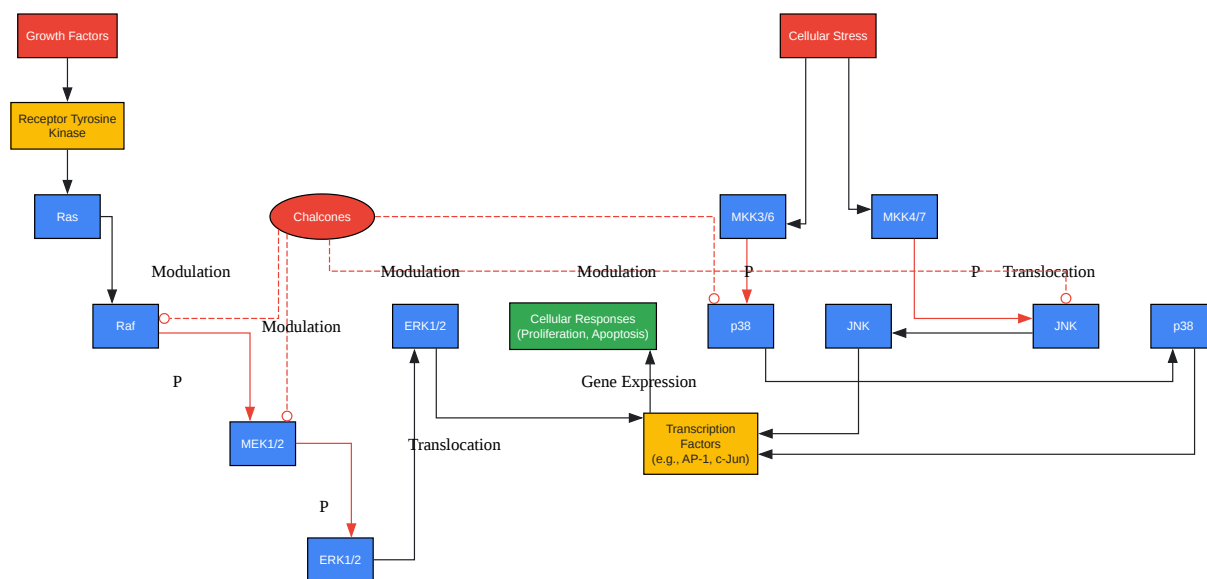 Growth Factors
Cellular Stress
Receptor Tyrosine
Kinase
Ras
Chalcones
MKK3/6
MKK4/7
Modulation
Modulation
Modulation
P
P
Translocation
Raf
Modulation
ERK1/2
Cellular Responses
(Proliferation, Apoptosis)
p38
JNK
JNK
p38
P
Gene Expression
MEK1/2
Translocation
Transcription
Factors
(e.g., AP-1, c-Jun)
P
ERK1/2